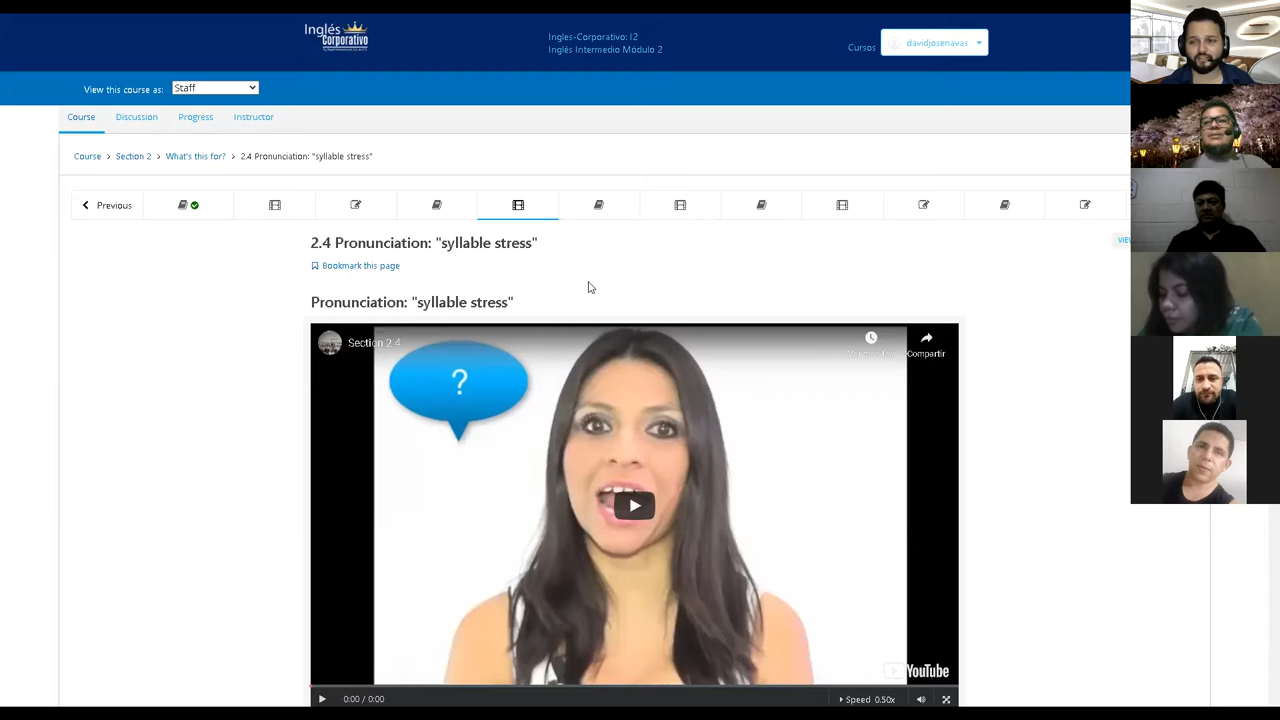 Inglés
Corporativo
Ingles-Corporativo: I2
Inglés Intermedio Módulo 2
Cursos
davidjosenavas
View this course as:
Staff
Course
Discussion
Progress
Instructor
Course > Section 2 > What's this for? > 2.4 Pronunciation: "syllable stress"
Previous
2.4 Pronunciation: "syllable stress"
VIE
Bookmark this page
Pronunciation: "syllable stress"
Section 2.4
Compartir
?
YouTube
0:00 / 0:00
Speed 0.50x